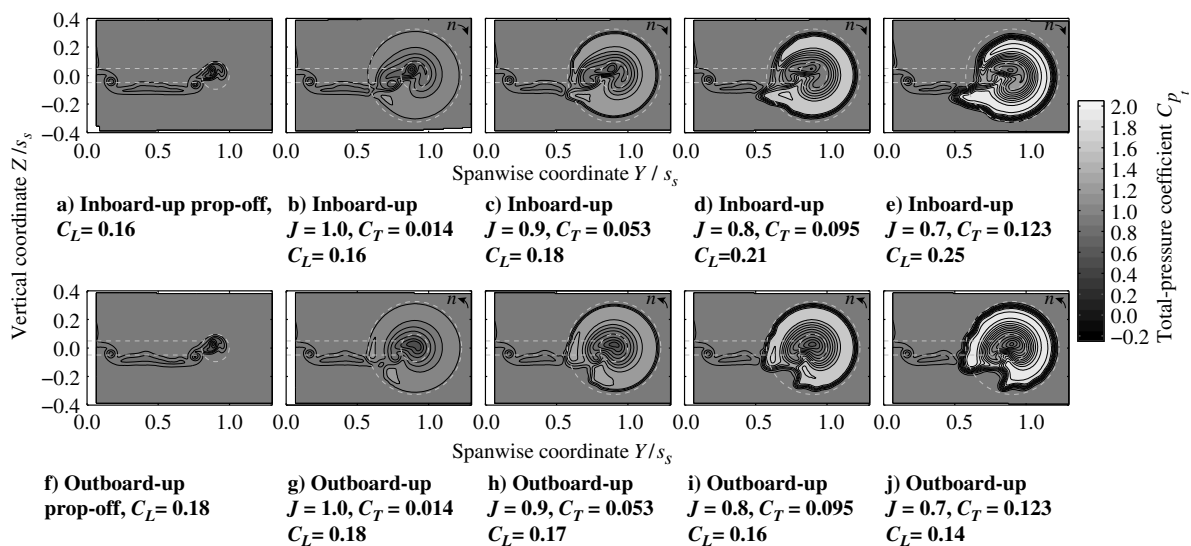 0.4
0.2
0.0
−0.2
−0.4
n
n
n
n
0.0 0.5 1.0
0.0 0.5 1.0
0.0 0.5 1.0
0.0 0.5 1.0
0.0 0.5 1.0
Spanwise coordinate Y / s_s
Vertical coordinate Z/s_s
a) Inboard-up prop-off,
C_L= 0.16
b) Inboard-up
J = 1.0, C_T = 0.014
C_L= 0.16
c) Inboard-up
J = 0.9, C_T = 0.053
C_L= 0.18
d) Inboard-up
J = 0.8, C_T = 0.095
C_L=0.21
e) Inboard-up
J = 0.7, C_T = 0.123
C_L= 0.25
2.0
1.8
1.6
1.4
1.2
1.0
0.8
0.6
0.4
0.2
0.0
−0.2
Total-pressure coefficient C_{p_t}
0.4
0.2
0.0
−0.2
−0.4
n
n
n
n
0.0 0.5 1.0
0.0 0.5 1.0
0.0 0.5 1.0
0.0 0.5 1.0
0.0 0.5 1.0
Spanwise coordinate Y/s_s
f) Outboard-up
prop-off, C_L= 0.18
g) Outboard-up
J = 1.0, C_T = 0.014
C_L= 0.18
h) Outboard-up
J = 0.9, C_T = 0.053
C_L= 0.17
i) Outboard-up
J = 0.8, C_T = 0.095
C_L= 0.16
j) Outboard-up
J = 0.7, C_T = 0.123
C_L= 0.14